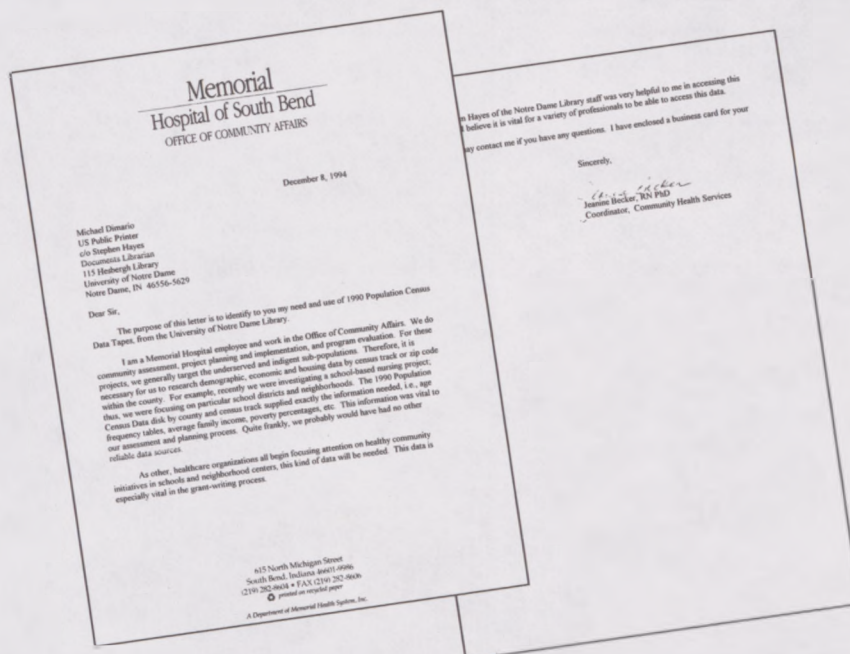 Memorial
Hospital of South Bend
OFFICE OF COMMUNITY AFFAIRS
December 8, 1994
Michael Dimario
US Public Printer
c/o Stephen Hayes
Documents Librarian
115 Hesbergh Library
University of Notre Dame
Notre Dame, IN 46556-5629
Dear Sir,
The purpose of this letter is to identify to you my need and use of 1990 Population Census
Data Tapes, from the University of Notre Dame Library.
I am a Memorial Hospital employee and work in the Office of Community Affairs. We do
community assessment, project planning and implementation, and program evaluation. For these
projects, we generally target the underserved and indigent sub-populations. Therefore, it is
necessary for us to research demographic, economic and housing data by census track or zip code
within the county. For example, recently we were investigating a school-based nursing project;
thus, we were focusing on particular school districts and neighborhoods. The 1990 Population
Census Data disk by county and census track supplied exactly the information needed, i.e., age
frequency tables, average family income, poverty percentages, etc. This information was vital to
our assessment and planning process. Quite frankly, we probably would have had no other
reliable data sources.
As other, healthcare organizations all begin focusing attention on healthy community
initiatives in schools and neighborhood centers, this kind of data will be needed. This data is
especially vital in the grant-writing process.
615 North Michigan Street
South Bend, Indiana 46601-9986
(219) 282-8604 • FAX (219) 282-8606
printed on recycled paper
A Department of Memorial Health System, Inc.
n Hayes of the Notre Dame Library staff was very helpful to me in accessing this
believe it is vital for a variety of professionals to be able to access this data.
ay contact me if you have any questions. I have enclosed a business card for your
Sincerely,
Jeanne Becker, RN PhD
Coordinator, Community Health Services